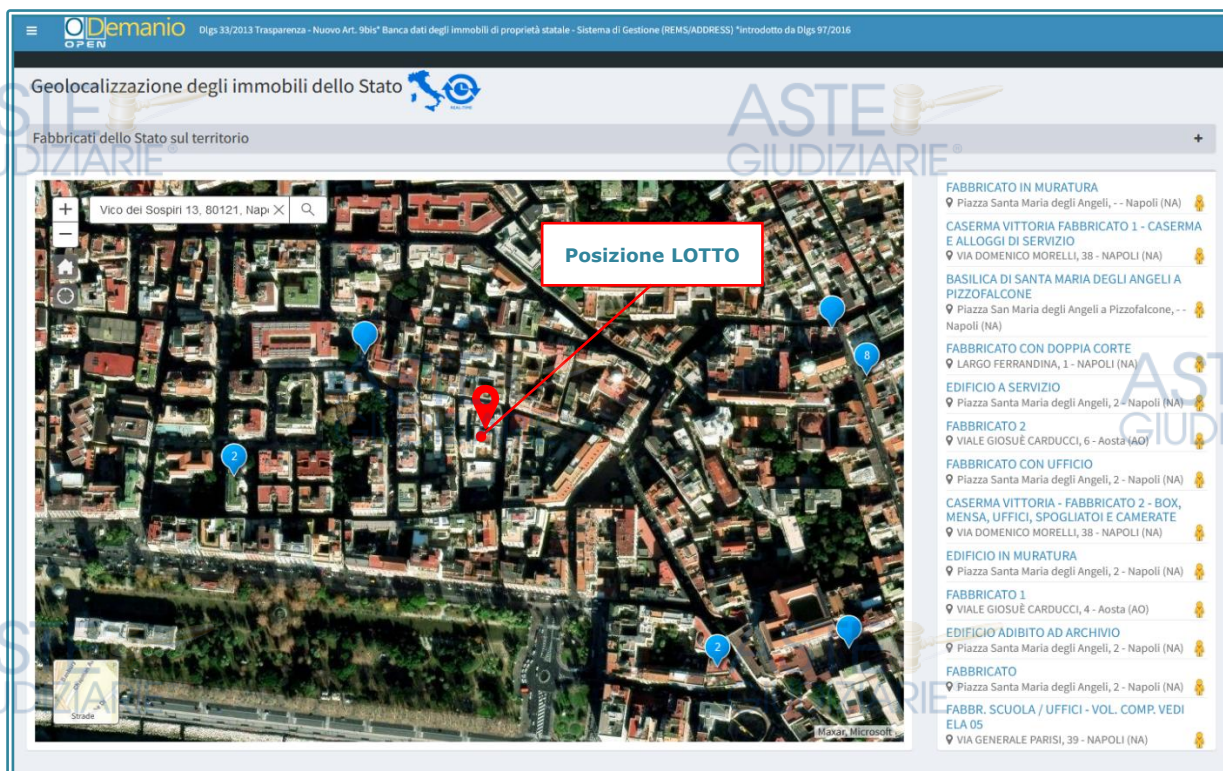 Demanio
OPEN
Dlgs 33/2013 Trasparenza - Nuovo Art. 9bis* Banca dati degli immobili di proprietà statale - Sistema di Gestione (REMS/ADDRESS) *introdotto da Dlgs 97/2016
Geolocalizzazione degli immobili dello Stato
REAL TIME
Fabbricati dello Stato sul territorio
+
ASTE
GIUDIZIARIE®
+
Vico dei Sospiri 13, 80121, Nap
−
Posizione LOTTO
8
2
2
Strade
Maxar, Microsoft
FABBRICATO IN MURATURA
Piazza Santa Maria degli Angeli, - - Napoli (NA)
CASERMA VITTORIA FABBRICATO 1 - CASERMA
E ALLOGGI DI SERVIZIO
VIA DOMENICO MORELLI, 38 - NAPOLI (NA)
BASILICA DI SANTA MARIA DEGLI ANGELI A
PIZZOFALCONE
Piazza San Maria degli Angeli a Pizzofalcone, - -
Napoli (NA)
FABBRICATO CON DOPPIA CORTE
LARGO FERRANDINA, 1 - NAPOLI (NA)
EDIFICIO A SERVIZIO
Piazza Santa Maria degli Angeli, 2 - Napoli (NA)
FABBRICATO 2
VIALE GIOSUÈ CARDUCCI, 6 - Aosta (AO)
FABBRICATO CON UFFICIO
Piazza Santa Maria degli Angeli, 2 - Napoli (NA)
CASERMA VITTORIA - FABBRICATO 2 - BOX,
MENSA, UFFICI, SPOGLIATOI E CAMERATE
VIA DOMENICO MORELLI, 38 - NAPOLI (NA)
EDIFICIO IN MURATURA
Piazza Santa Maria degli Angeli, 2 - Napoli (NA)
FABBRICATO 1
VIALE GIOSUÈ CARDUCCI, 4 - Aosta (AO)
EDIFICIO ADIBITO AD ARCHIVIO
Piazza Santa Maria degli Angeli, 2 - Napoli (NA)
FABBRICATO
Piazza Santa Maria degli Angeli, 2 - Napoli (NA)
FABBR. SCUOLA / UFFICI - VOL. COMP. VEDI
ELA 05
VIA GENERALE PARISI, 39 - NAPOLI (NA)